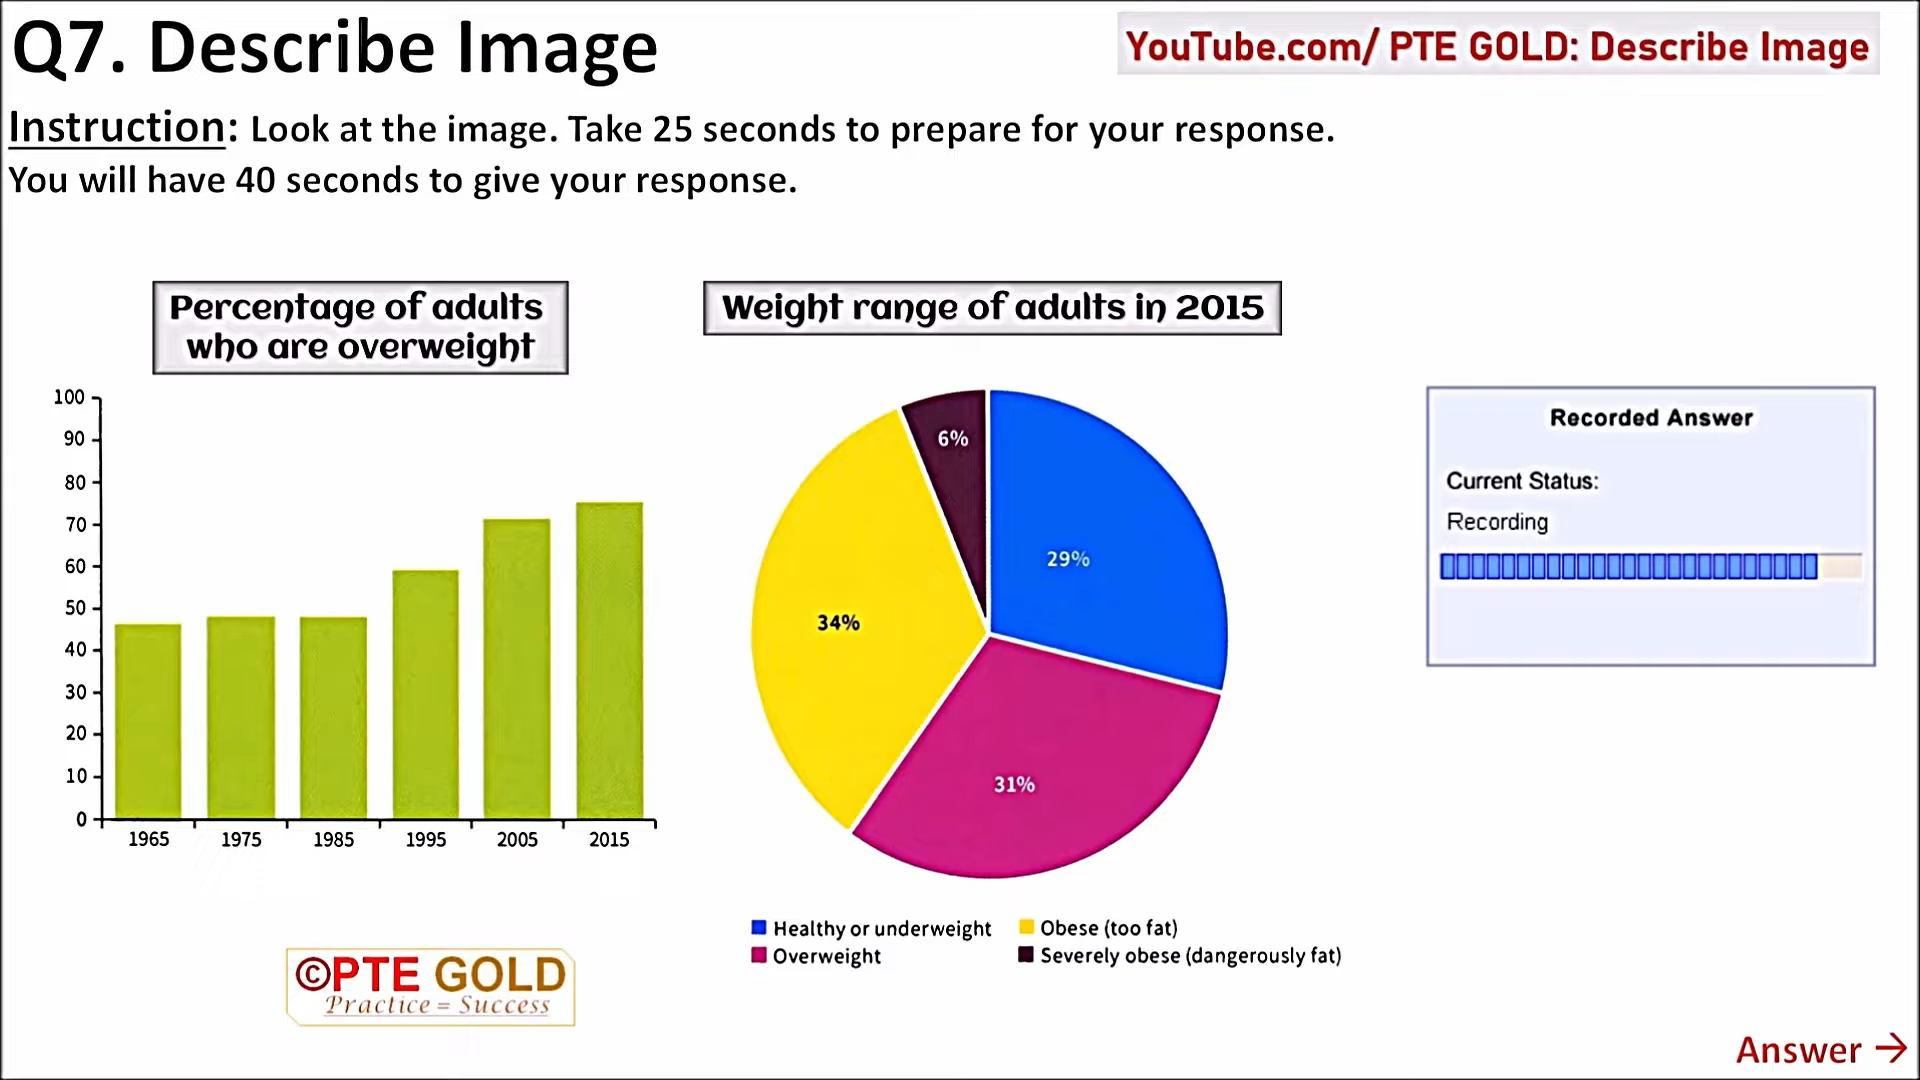 Q7. Describe Image
YouTube.com/ PTE GOLD: Describe Image
Instruction: Look at the image. Take 25 seconds to prepare for your response.
You will have 40 seconds to give your response.
Percentage of adults
who are overweight
100
90
80
70
60
50
40
30
20
10
0
1965 1975 1985 1995 2005 2015
Weight range of adults in 2015
6%
29%
34%
31%
Healthy or underweight
Obese (too fat)
Overweight
Severely obese (dangerously fat)
Recorded Answer
Current Status:
Recording
©PTE GOLD
Practice = Success
Answer →